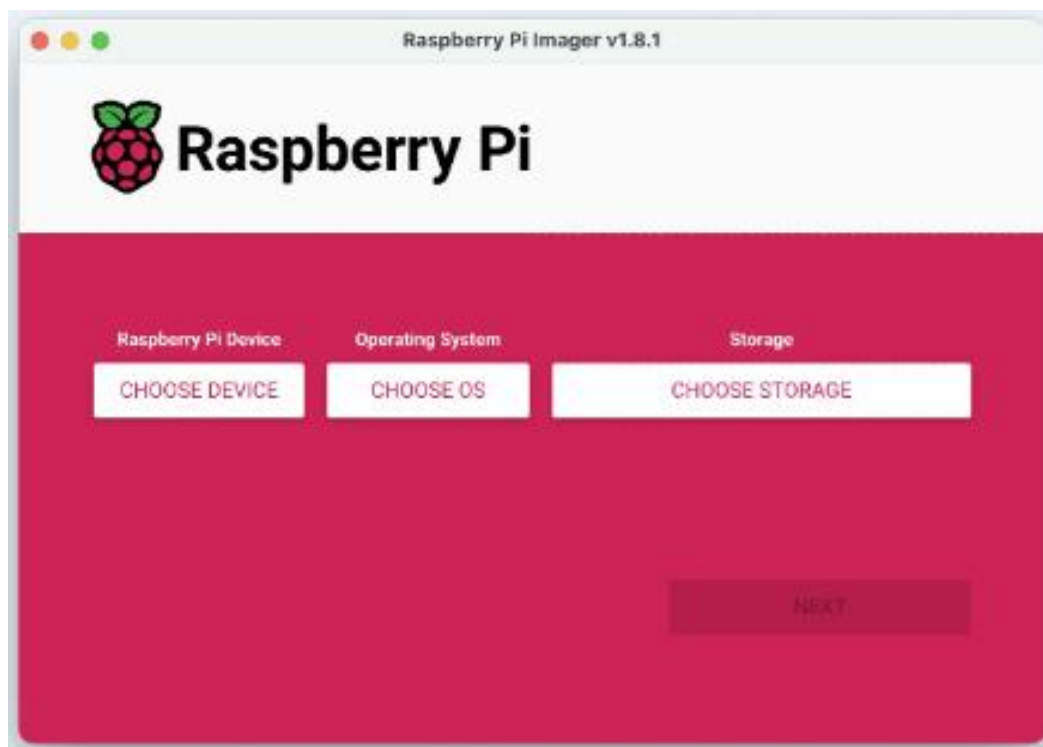 Raspberry Pi Imager v1.8.1
Raspberry Pi
Raspberry Pi Device Operating System Storage
CHOOSE DEVICE CHOOSE OS CHOOSE STORAGE
NEXT